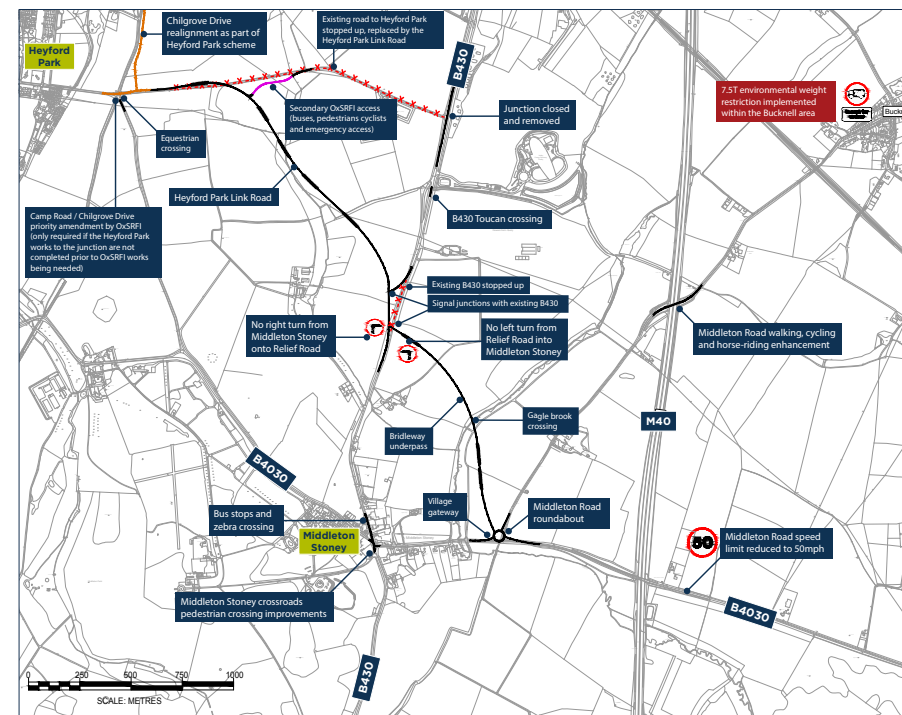 Chilgrove Drive
realignment as part of
Heyford Park scheme
Existing road to Heyford Park
stopped up, replaced by the
Heyford Park Link Road
Heyford
Park
B430
7.5T environmental weight
restriction implemented
within the Bucknell area
Secondary OxSRFI access
(buses, pedestrians cyclists
and emergency access)
Junction closed
and removed
Equestrian
crossing
Heyford Park Link Road
Camp Road / Chilgrove Drive
priority amendment by OxSRFI
(only required if the Heyford Park
works to the junction are not
completed prior to OxSRFI works
being needed)
B430 Toucan crossing
Existing B430 stopped up
Signal junctions with existing B430
No right turn from
Middleton Stoney
onto Relief Road
No left turn from
Relief Road into
Middleton Stoney
Middleton Road walking, cycling
and horse-riding enhancement
Gagle brook
crossing
M40
Bridleway
underpass
B4030
Village
gateway
Middleton Road
roundabout
Bus stops and
zebra crossing
Middleton
Stoney
50
Middleton Road speed
limit reduced to 50mph
Middleton Stoney crossroads
pedestrian crossing improvements
B4030
B430
0 250 500 750 1000
SCALE: METRES